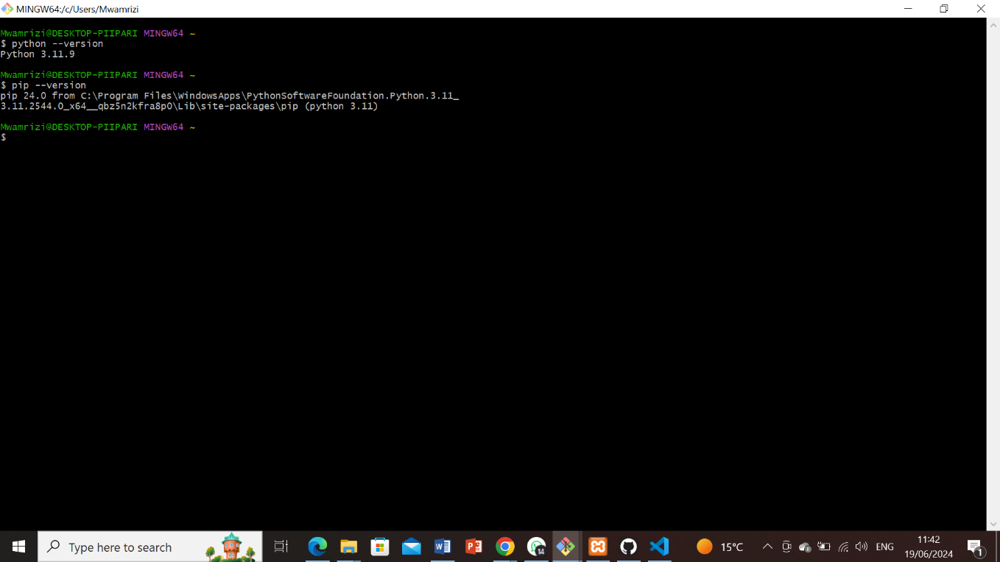 MINGW64:/c/Users/Mwamrizi
Mwamrizi@DESKTOP-PIIPARI MINGW64 ~
$ python --version
Python 3.11.9
Mwamrizi@DESKTOP-PIIPARI MINGW64 ~
$ pip --version
pip 24.0 from C:\Program Files\WindowsApps\PythonSoftwareFoundation.Python.3.11_
3.11.2544.0_x64__qbz5n2kfra8p0\Lib\site-packages\pip (python 3.11)
Mwamrizi@DESKTOP-PIIPARI MINGW64 ~
$
Type here to search
14
15°C
ENG
11:42
19/06/2024
1